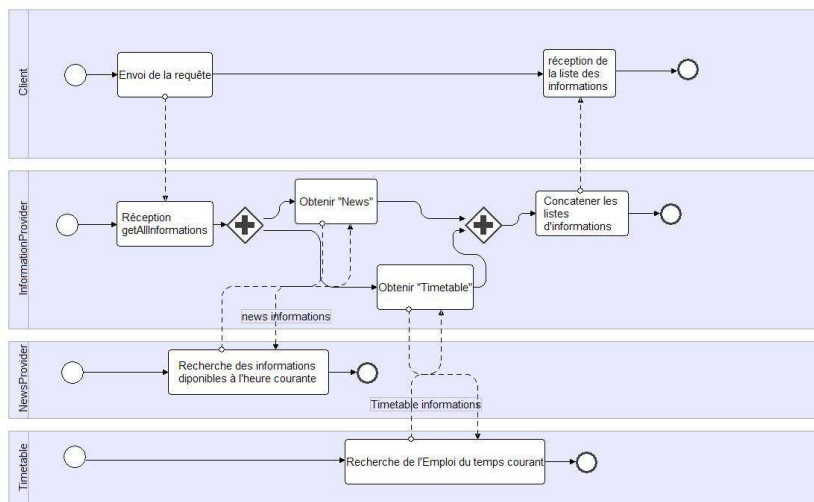 Client
Envoi de la requête
réception de
la liste des
informations
InformationProvider
Réception
getAllInformations
Obtenir "News"
Concatener les
listes
d'informations
Obtenir "Timetable"
news informations
NewsProvider
Recherche des informations
diponibles à l'heure courante
Timetable informations
Timetable
Recherche de l'Emploi du temps courant